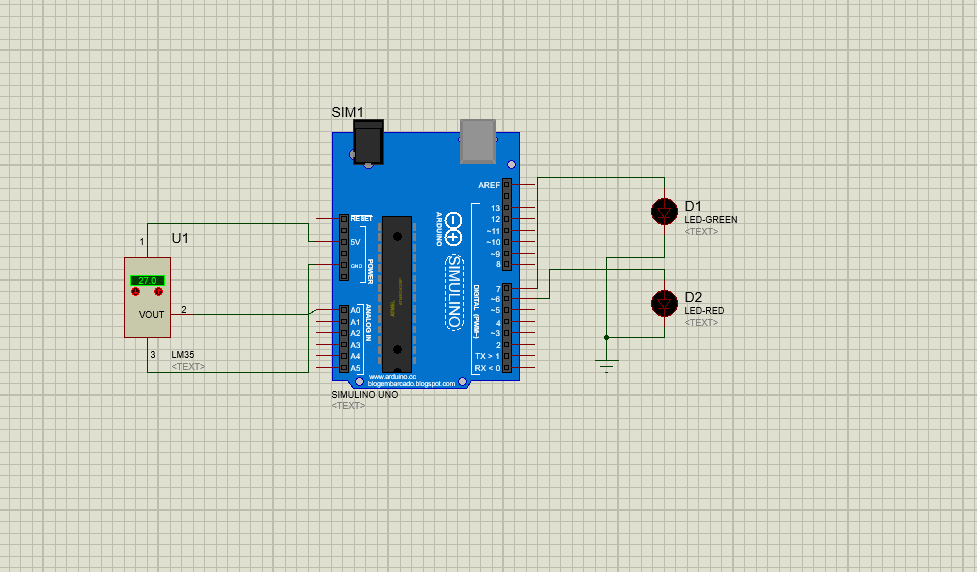 SIM1
U1
1
27.0
VOUT
2
3
LM35
<TEXT>
RESET
5V
GND
POWER
A0
A1
A2
A3
A4
A5
ANALOG IN
AREF
13
12
~11
~10
~9
8
7
~6
~5
4
~3
2
TX > 1
RX < 0
DIGITAL (PWM~)
ARDUINO
SIMULINO
www.arduino.cc
blogembarcado.blogspot.com
SIMULINO UNO
<TEXT>
D1
LED-GREEN
<TEXT>
D2
LED-RED
<TEXT>